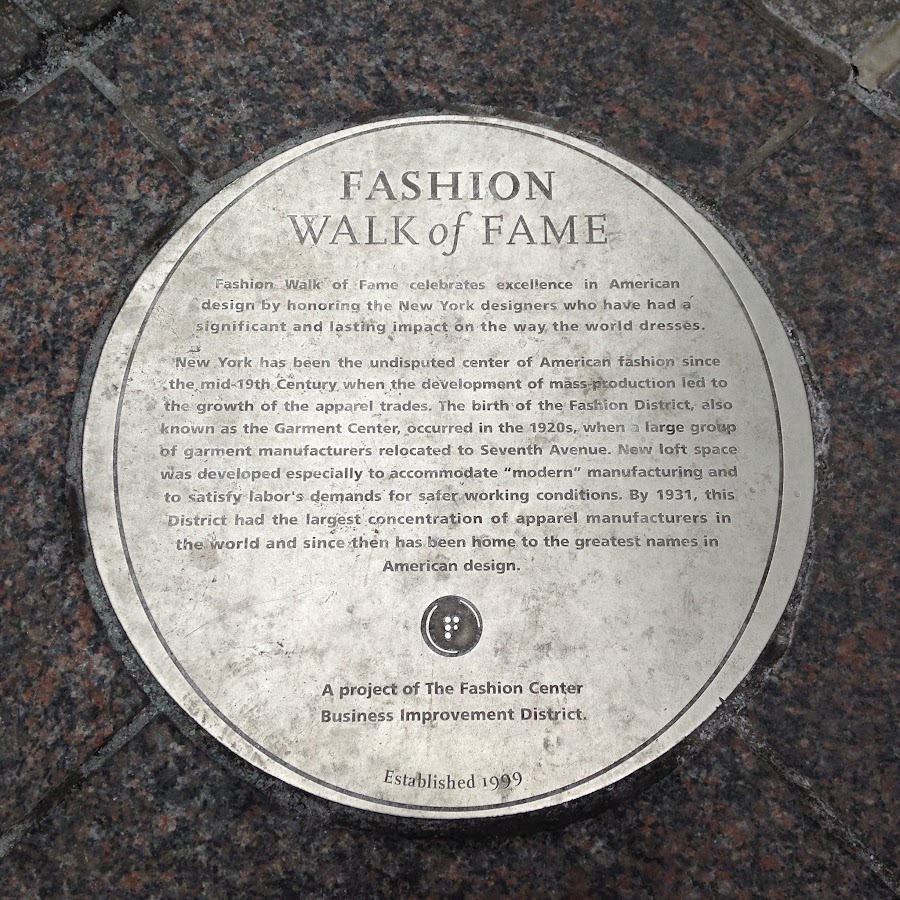 FASHION
WALK of FAME
Fashion Walk of Fame celebrates excellence in American
design by honoring the New York designers who have had a
significant and lasting impact on the way the world dresses.
New York has been the undisputed center of American fashion since
the mid-19th Century when the development of mass-production led to
the growth of the apparel trades. The birth of the Fashion District, also
known as the Garment Center, occurred in the 1920s, when a large group
of garment manufacturers relocated to Seventh Avenue. New loft space
was developed especially to accommodate “modern” manufacturing and
to satisfy labor's demands for safer working conditions. By 1931, this
District had the largest concentration of apparel manufacturers in
the world and since then has been home to the greatest names in
American design.
A project of The Fashion Center
Business Improvement District.
Established 1999